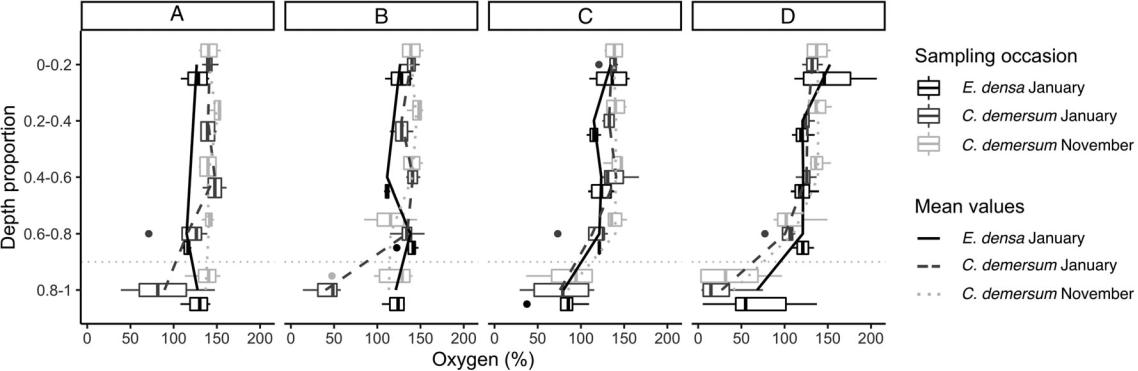 A B C D
Depth proportion
0-0.2
0.2-0.4
0.4-0.6
0.6-0.8
0.8-1
0 50 100 150 200 0 50 100 150 200 0 50 100 150 200 0 50 100 150 200
Oxygen (%)
Sampling occasion
E. densa January
C. demersum January
C. demersum November
Mean values
E. densa January
C. demersum January
C. demersum November